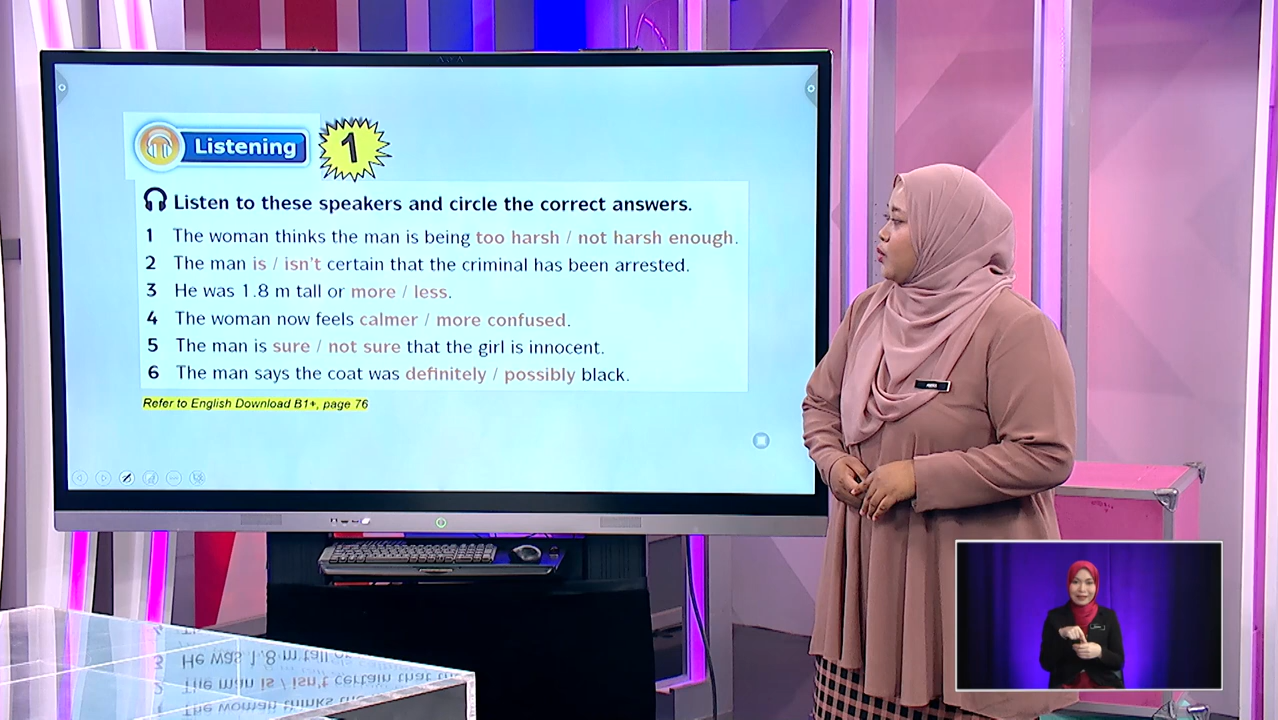 Listening 1
Listen to these speakers and circle the correct answers.
1 The woman thinks the man is being too harsh / not harsh enough.
2 The man is / isn't certain that the criminal has been arrested.
3 He was 1.8 m tall or more / less.
4 The woman now feels calmer / more confused.
5 The man is sure / not sure that the girl is innocent.
6 The man says the coat was definitely / possibly black.
Refer to English Download B1+, page 76